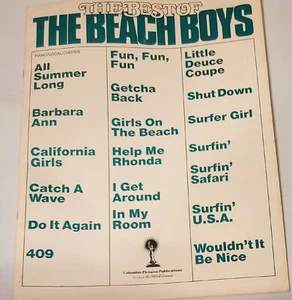 THE BEST OF
THE BEACH BOYS
PIANO/VOCAL/CHORDS
All
Summer
Long
Barbara
Ann
California
Girls
Catch A
Wave
Do It Again
409
Fun, Fun,
Fun
Getcha
Back
Girls On
The Beach
Help Me
Rhonda
I Get
Around
In My
Room
Little
Deuce
Coupe
Shut Down
Surfer Girl
Surfin'
Surfin'
Safari
Surfin'
U.S.A.
Wouldn't It
Be Nice
Columbia Pictures Publications